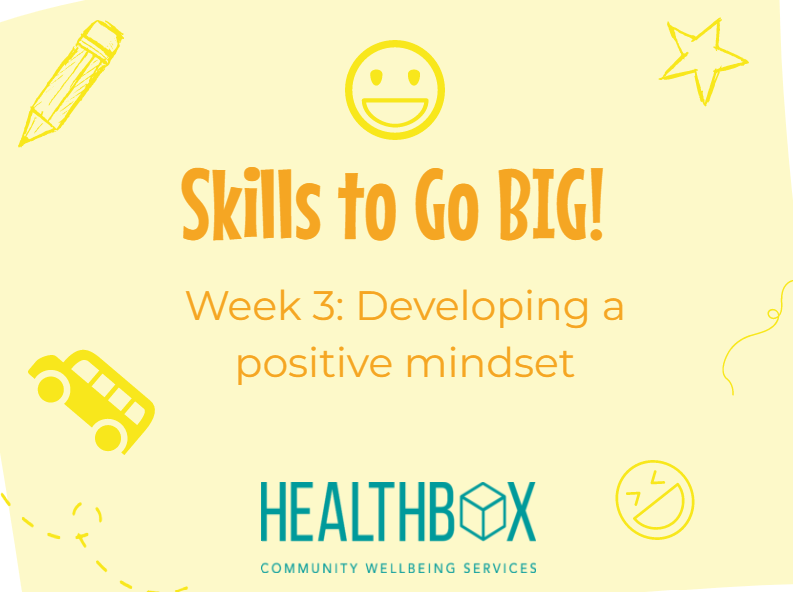 Skills to Go BIG!
Week 3: Developing a
positive mindset
HEALTHBOX
COMMUNITY WELLBEING SERVICES